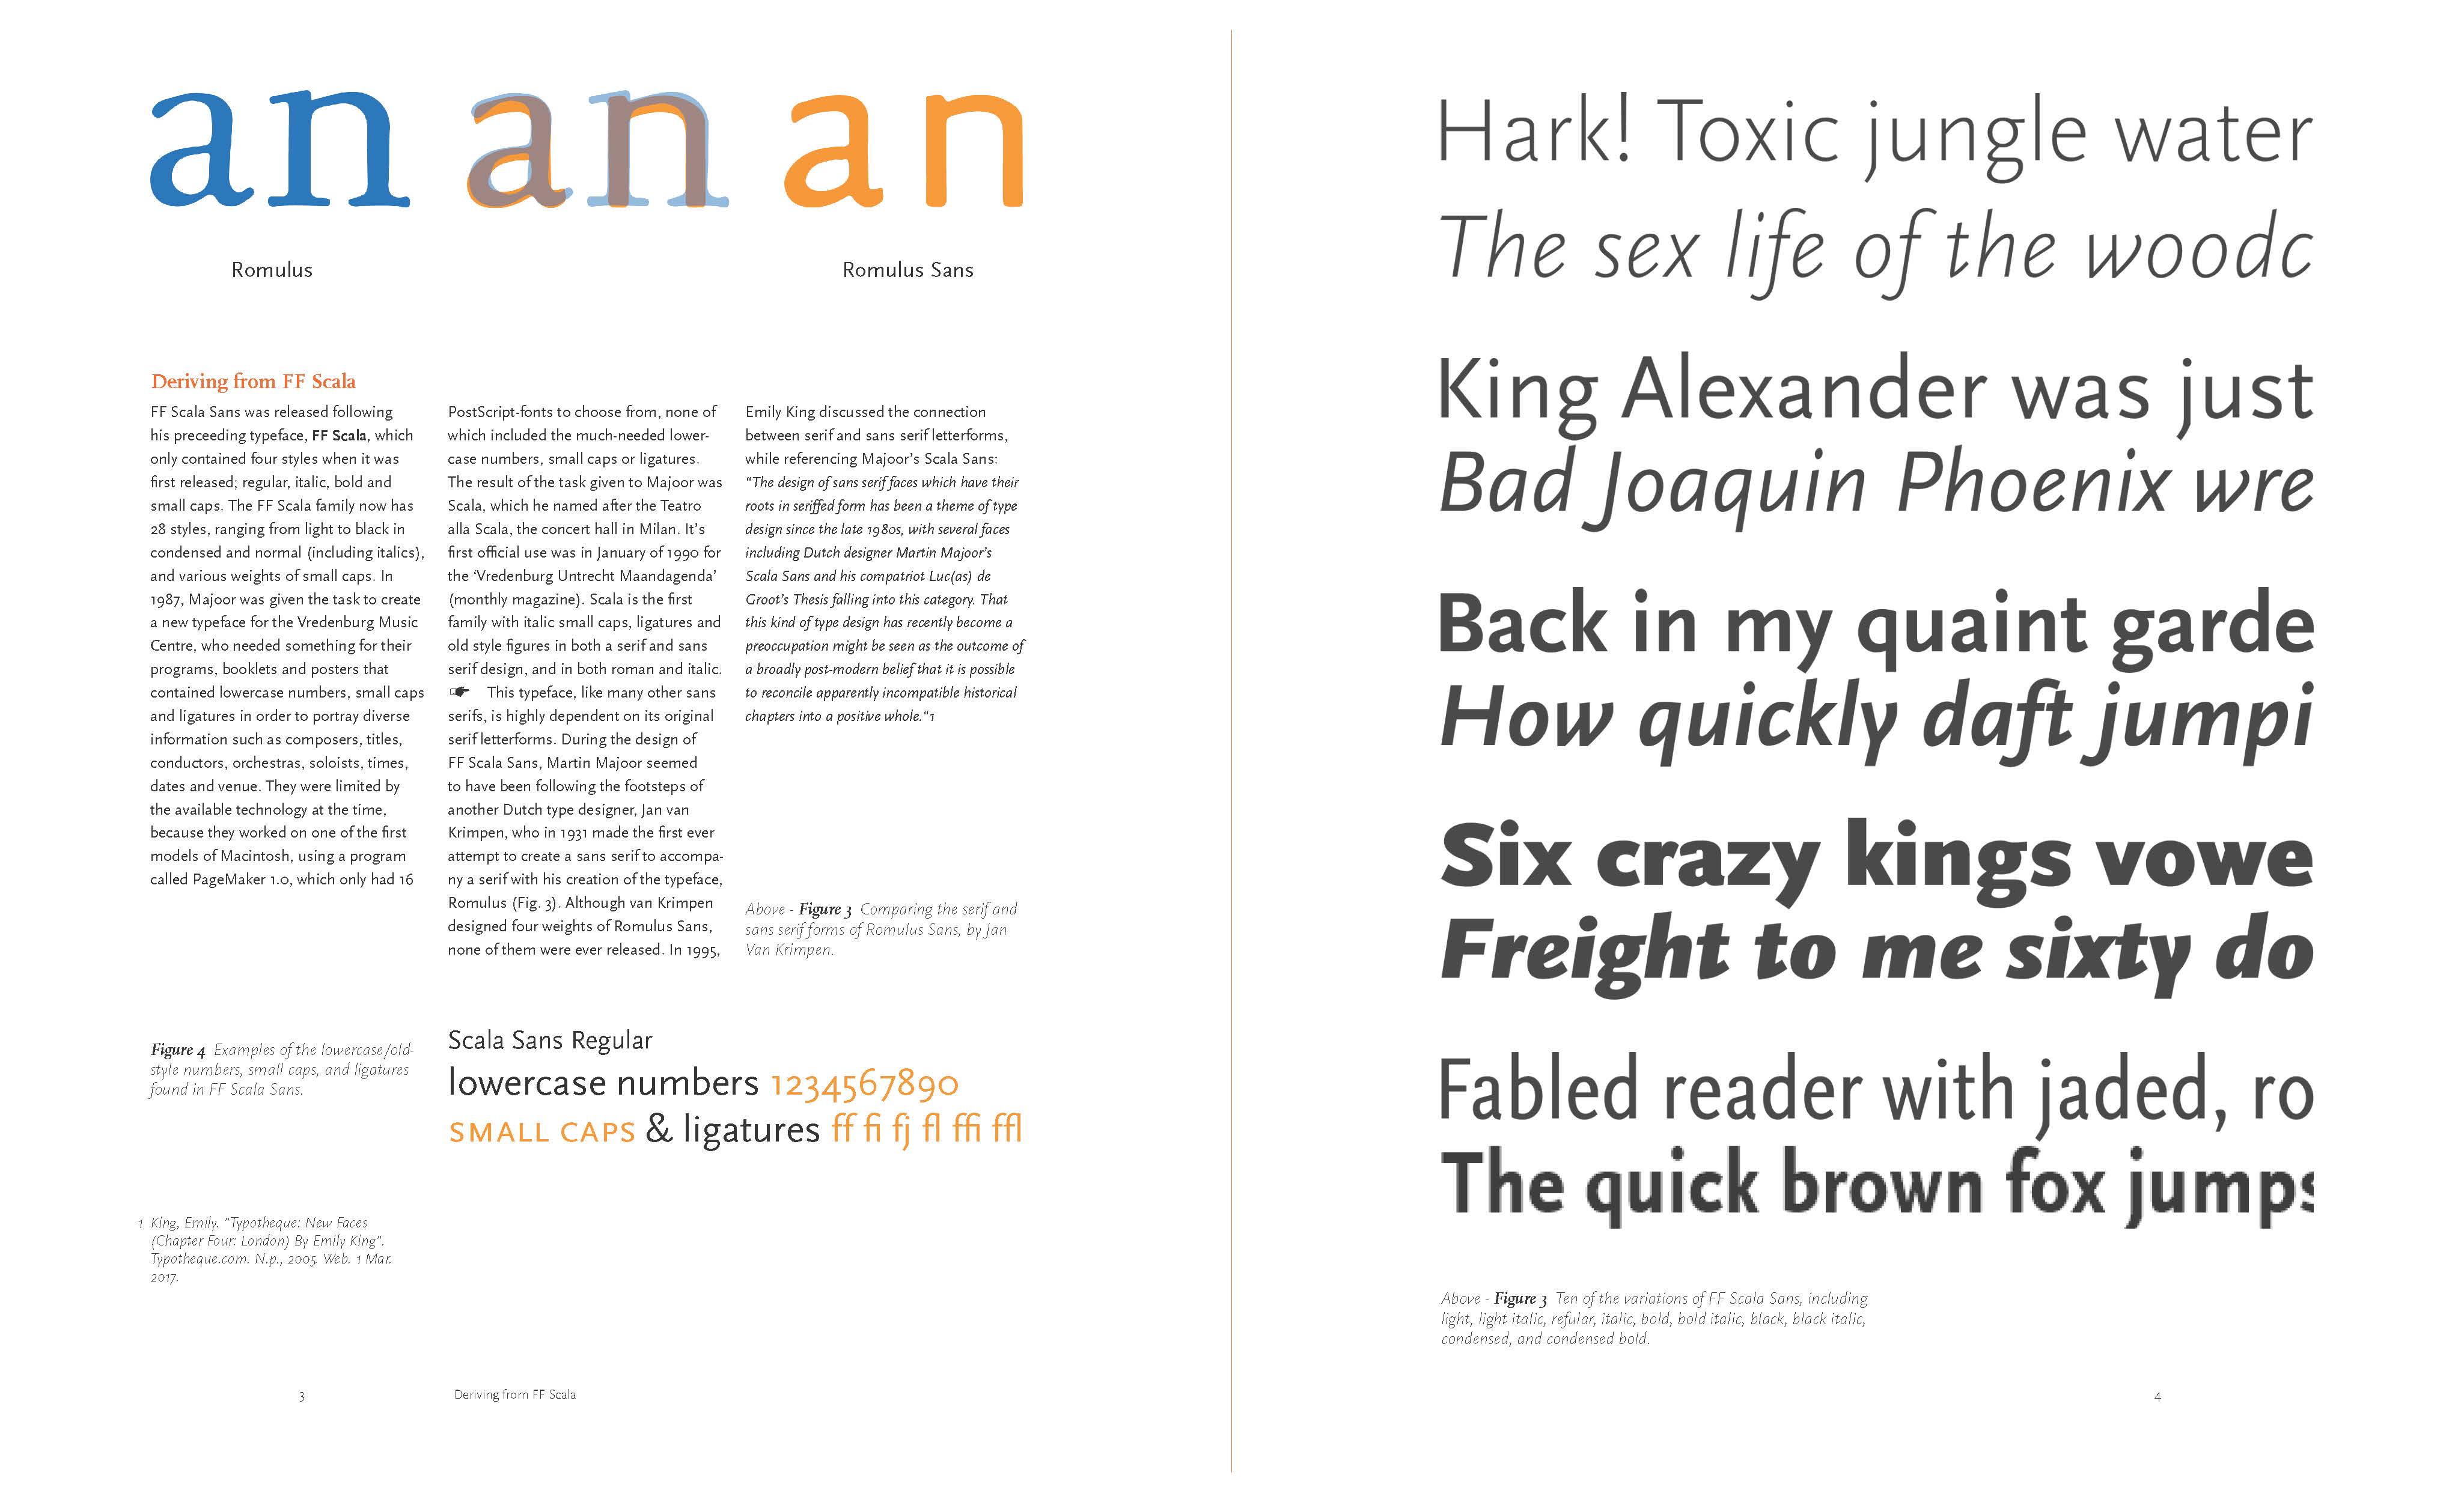 an an an
Romulus
Romulus Sans
Deriving from FF Scala
FF Scala Sans was released following
his preceeding typeface, FF Scala, which
only contained four styles when it was
first released; regular, italic, bold and
small caps. The FF Scala family now has
28 styles, ranging from light to black in
condensed and normal (including italics),
and various weights of small caps. In
1987, Majoor was given the task to create
a new typeface for the Vredenburg Music
Centre, who needed something for their
programs, booklets and posters that
contained lowercase numbers, small caps
and ligatures in order to portray diverse
information such as composers, titles,
conductors, orchestras, soloists, times,
dates and venue. They were limited by
the available technology at the time,
because they worked on one of the first
models of Macintosh, using a program
called PageMaker 1.0, which only had 16
PostScript-fonts to choose from, none of
which included the much-needed lower-
case numbers, small caps or ligatures.
The result of the task given to Majoor was
Scala, which he named after the Teatro
alla Scala, the concert hall in Milan. It's
first official use was in January of 1990 for
the ‘Vredenburg Untrecht Maandagenda’
(monthly magazine). Scala is the first
family with italic small caps, ligatures and
old style figures in both a serif and sans
serif design, and in both roman and italic.
☛ This typeface, like many other sans
serifs, is highly dependent on its original
serif letterforms. During the design of
FF Scala Sans, Martin Majoor seemed
to have been following the footsteps of
another Dutch type designer, Jan van
Krimpen, who in 1931 made the first ever
attempt to create a sans serif to accompa-
ny a serif with his creation of the typeface,
Romulus (Fig. 3). Although van Krimpen
designed four weights of Romulus Sans,
none of them were ever released. In 1995,
Emily King discussed the connection
between serif and sans serif letterforms,
while referencing Majoor’s Scala Sans:
“The design of sans serif faces which have their
roots in seriffed form has been a theme of type
design since the late 1980s, with several faces
including Dutch designer Martin Majoor’s
Scala Sans and his compatriot Luc(as) de
Groot’s Thesis falling into this category. That
this kind of type design has recently become a
preoccupation might be seen as the outcome of
a broadly post-modern belief that it is possible
to reconcile apparently incompatible historical
chapters into a positive whole.“1
Above - Figure 3 Comparing the serif and
sans serif forms of Romulus Sans, by Jan
Van Krimpen.
Figure 4 Examples of the lowercase/old-
style numbers, small caps, and ligatures
found in FF Scala Sans.
Scala Sans Regular
lowercase numbers 1234567890
SMALL CAPS & ligatures ff fi fj fl ffi ffl
1 King, Emily. "Typotheque: New Faces
(Chapter Four: London) By Emily King".
Typotheque.com. N.p., 2005. Web. 1 Mar.
2017.
3
Deriving from FF Scala
Hark! Toxic jungle water
The sex life of the woodc
King Alexander was just
Bad Joaquin Phoenix wre
Back in my quaint garde
How quickly daft jumpi
Six crazy kings vowe
Freight to me sixty do
Fabled reader with jaded, ro
The quick brown fox jumps
Above - Figure 3 Ten of the variations of FF Scala Sans, including
light, light italic, refular, italic, bold, bold italic, black, black italic,
condensed, and condensed bold.
4